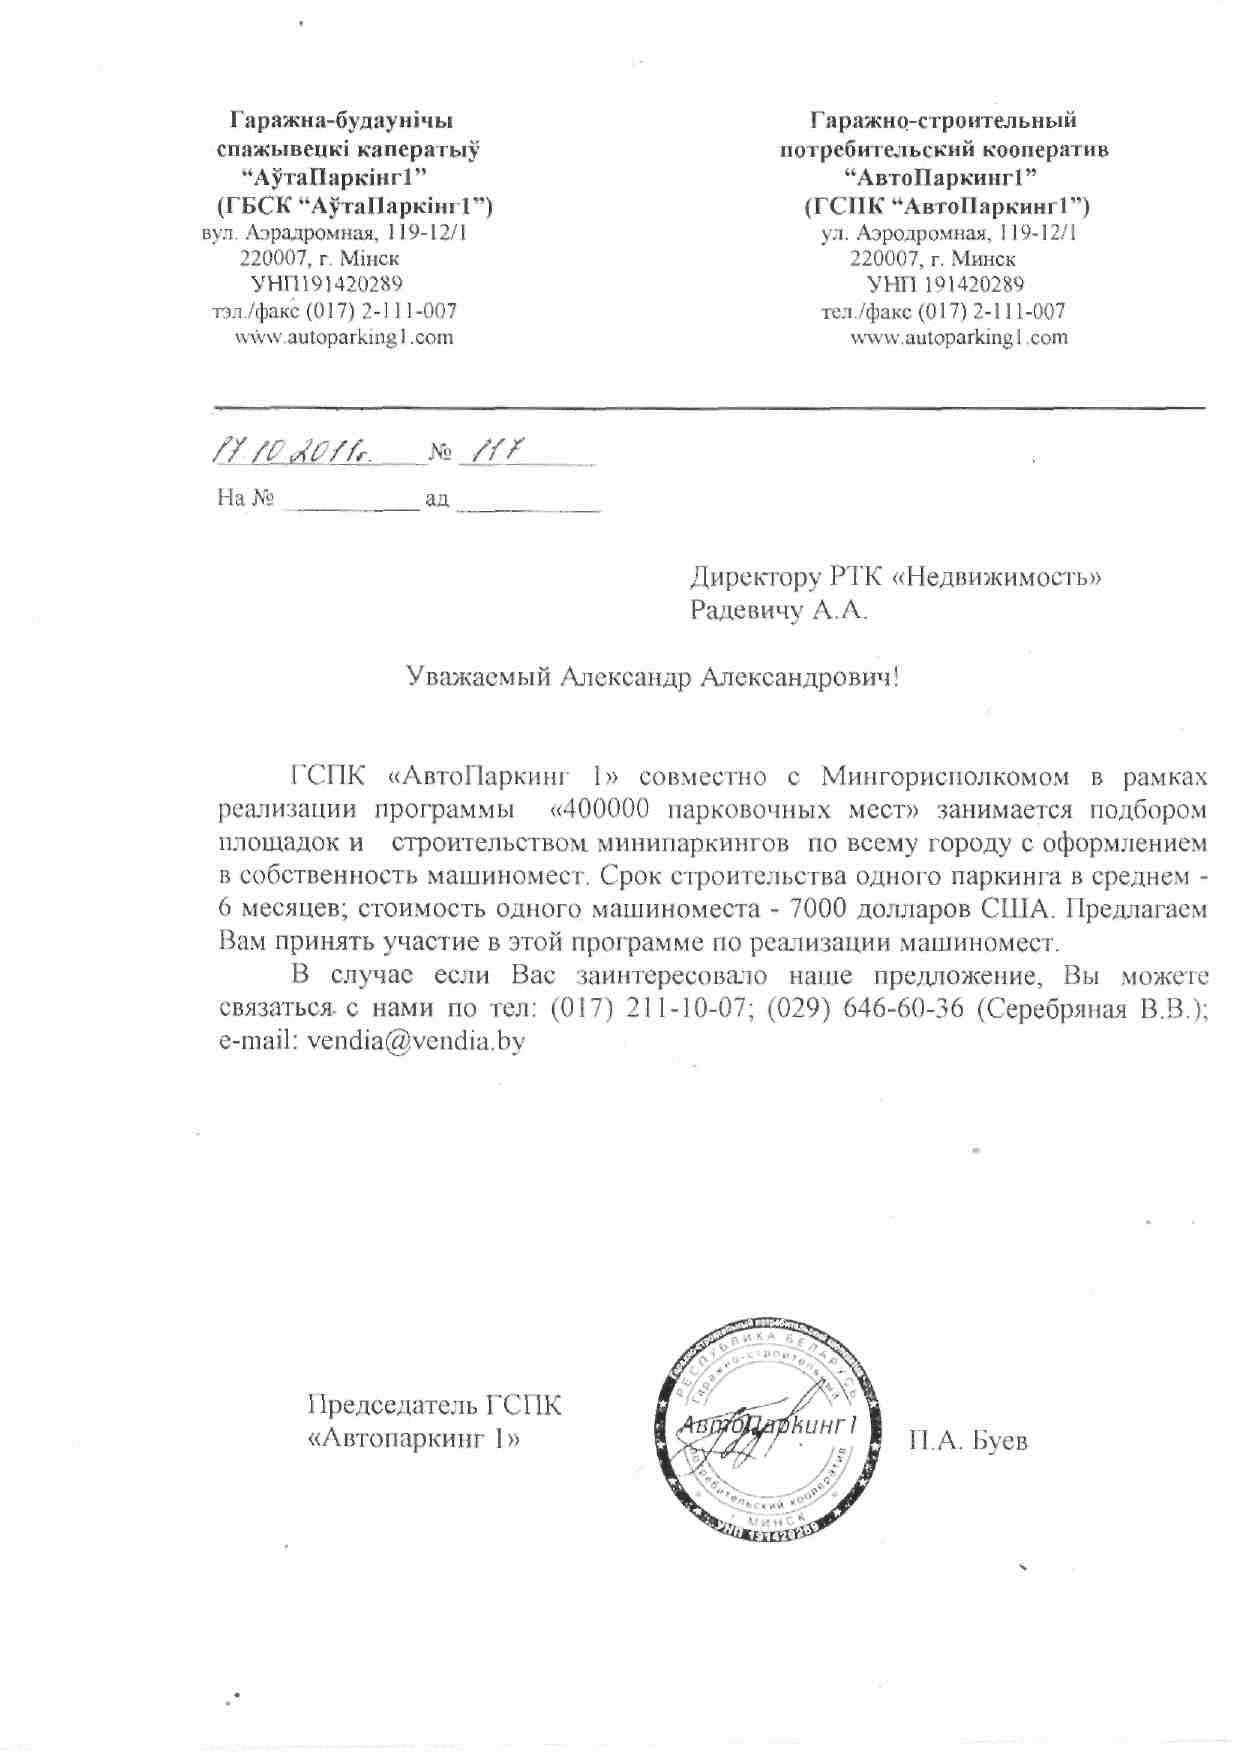 Гаражна-будаунічы
спажывецкі каператыў
“АўтаПаркінг1”
(ГБСК “АўтаПаркінг1”)
вул. Аэрадромная, 119-12/1
220007, г. Мінск
УНП191420289
тэл./факс (017) 2-111-007
www.autoparking1.com
Гаражно-строительный
потребительский кооператив
“АвтоПаркинг1”
(ГСПК “АвтоПаркинг1”)
ул. Аэродромная, 119-12/1
220007, г. Минск
УНП 191420289
тел./факс (017) 2-111-007
www.autoparking1.com
17.10.2011г. № 117
На № ____________ ад ____________
Директору РТК «Недвижимость»
Радевичу А.А.
Уважаемый Александр Александрович!
ГСПК «АвтоПаркинг 1» совместно с Мингорисполкомом в рамках
реализации программы «400000 парковочных мест» занимается подбором
площадок и строительством минипаркингов по всему городу с оформлением
в собственность машиномест. Срок строительства одного паркинга в среднем -
6 месяцев; стоимость одного машиноместа - 7000 долларов США. Предлагаем
Вам принять участие в этой программе по реализации машиномест.
В случае если Вас заинтересовало наше предложение, Вы можете
связаться с нами по тел: (017) 211-10-07; (029) 646-60-36 (Серебряная В.В.);
e-mail: vendia@vendia.by
Председатель ГСПК
«Автопаркинг 1»
Гаражно-строительный потребительский кооператив
РЕСПУБЛИКА БЕЛАРУСЬ
Гаражно-строительный
АвтоПаркинг1
потребительский кооператив
г. МИНСК
УНП 191420289
П.А. Буев